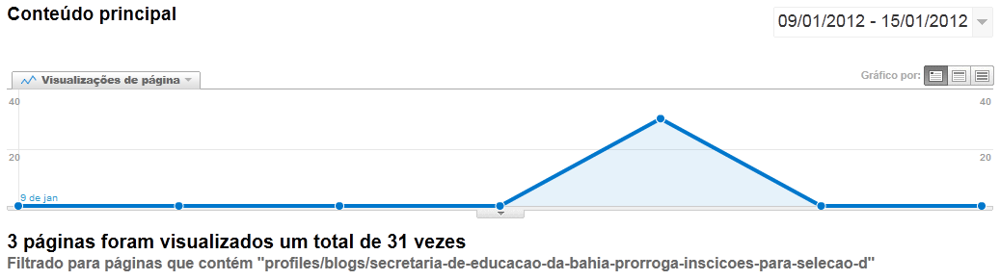 Conteúdo principal
09/01/2012 - 15/01/2012
Visualizações de página
Gráfico por:
40 40
20 20
9 de jan
3 páginas foram visualizados um total de 31 vezes
Filtrado para páginas que contém "profiles/blogs/secretaria-de-educacao-da-bahia-prorroga-inscicoes-para-selecao-d"